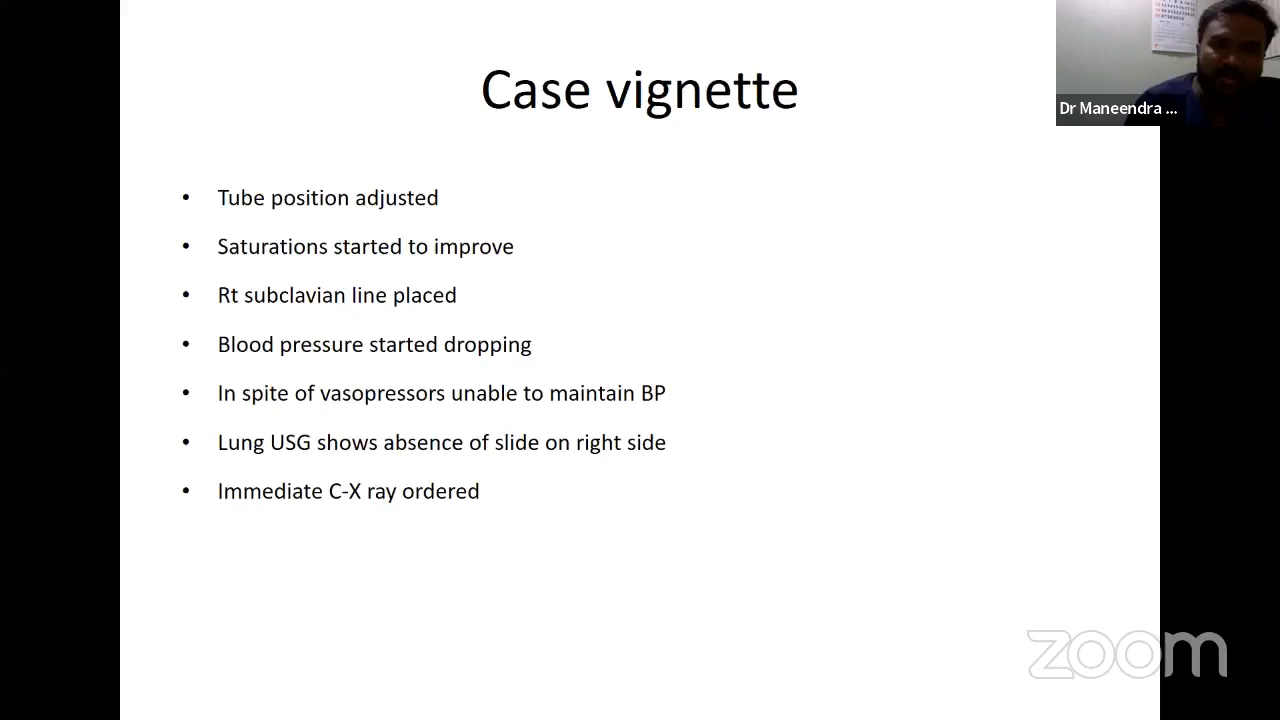 Case vignette
Dr Maneendra ...
• Tube position adjusted
• Saturations started to improve
• Rt subclavian line placed
• Blood pressure started dropping
• In spite of vasopressors unable to maintain BP
• Lung USG shows absence of slide on right side
• Immediate C-X ray ordered
zoom